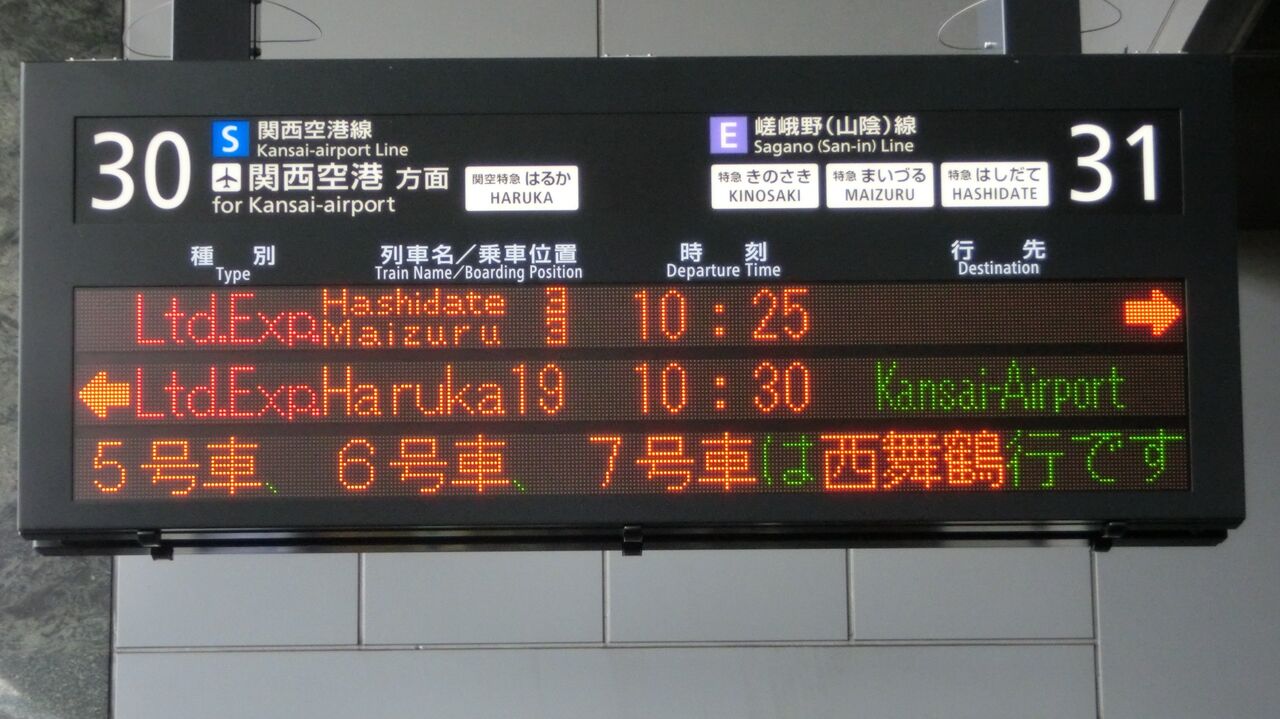 30
S 関西空港線
Kansai-airport Line
関西空港 方面
for Kansai-airport
関空特急 はるか
HARUKA
E 嵯峨野(山陰)線
Sagano (San-in) Line
特急 きのさき
KINOSAKI
特急 まいづる
MAIZURU
特急 はしだて
HASHIDATE
31
種別 列車名/乗車位置 時刻 行先
Type Train Name/Boarding Position Departure Time Destination
Ltd.Exp. Hashidate 3 10:25
Maizuru 3
Ltd.Exp. Haruka19 10:30 Kansai-Airport
5号車、6号車、7号車は西舞鶴行です